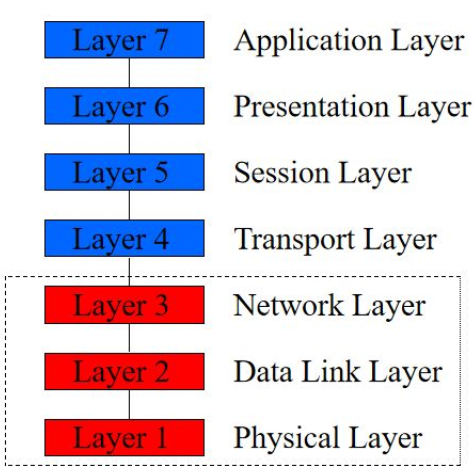 Layer 7 Application Layer
Layer 6 Presentation Layer
Layer 5 Session Layer
Layer 4 Transport Layer
Layer 3 Network Layer
Layer 2 Data Link Layer
Layer 1 Physical Layer